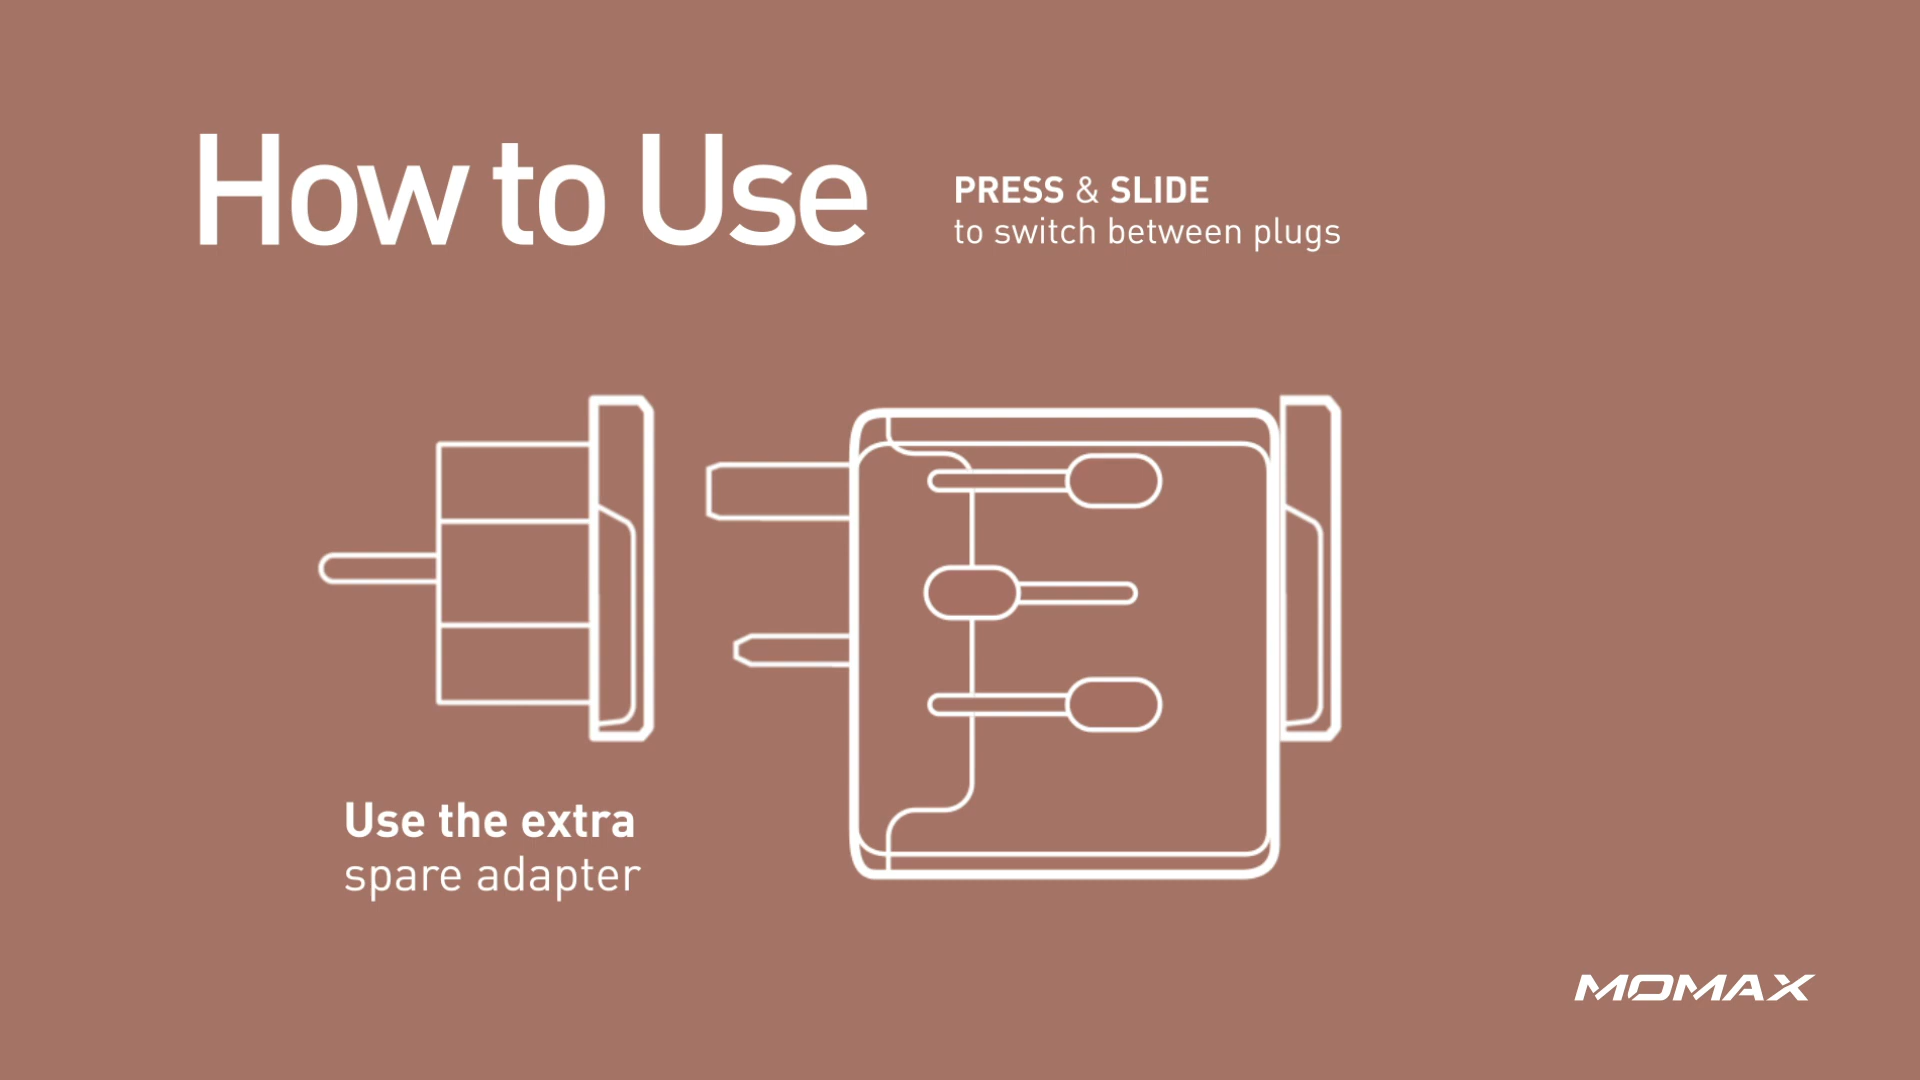 How to Use
PRESS & SLIDE
to switch between plugs
Use the extra
spare adapter
MOMAX